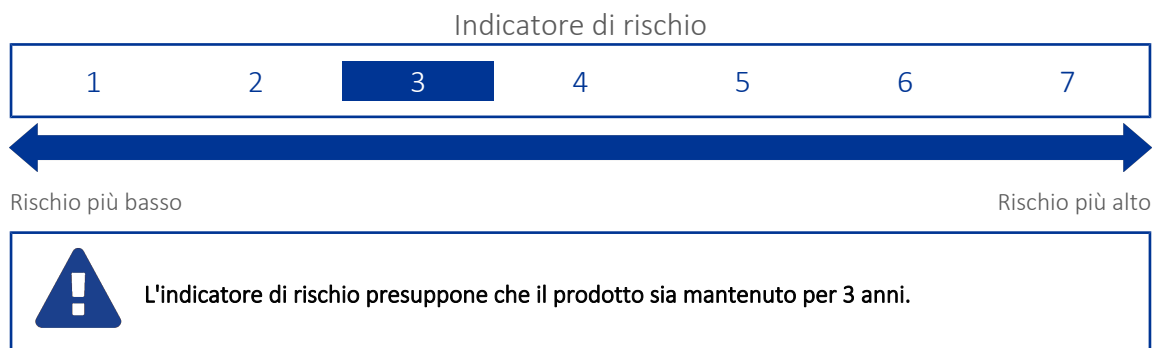 Indicatore di rischio
1 2 3 4 5 6 7
Rischio più basso Rischio più alto
L'indicatore di rischio presuppone che il prodotto sia mantenuto per 3 anni.